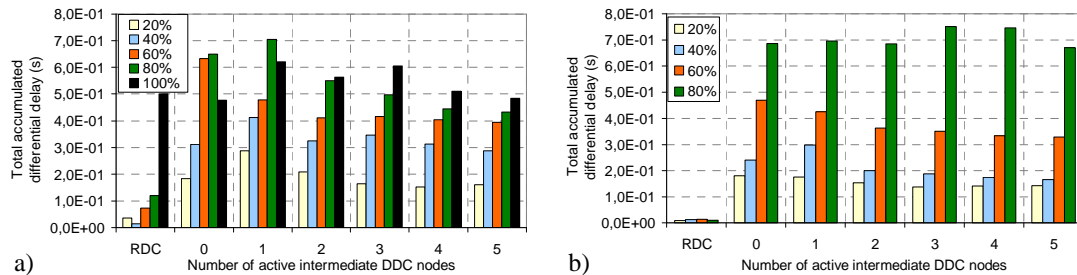 Total accumulated
differential delay (s)
8,0E-01
7,0E-01
6,0E-01
5,0E-01
4,0E-01
3,0E-01
2,0E-01
1,0E-01
0,0E+00
20%
40%
60%
80%
100%
RDC 0 1 2 3 4 5
Number of active intermediate DDC nodes
a)
Total accumulated
differential delay (s)
8,0E-01
7,0E-01
6,0E-01
5,0E-01
4,0E-01
3,0E-01
2,0E-01
1,0E-01
0,0E+00
20%
40%
60%
80%
RDC 0 1 2 3 4 5
Number of active intermediate DDC nodes
b)